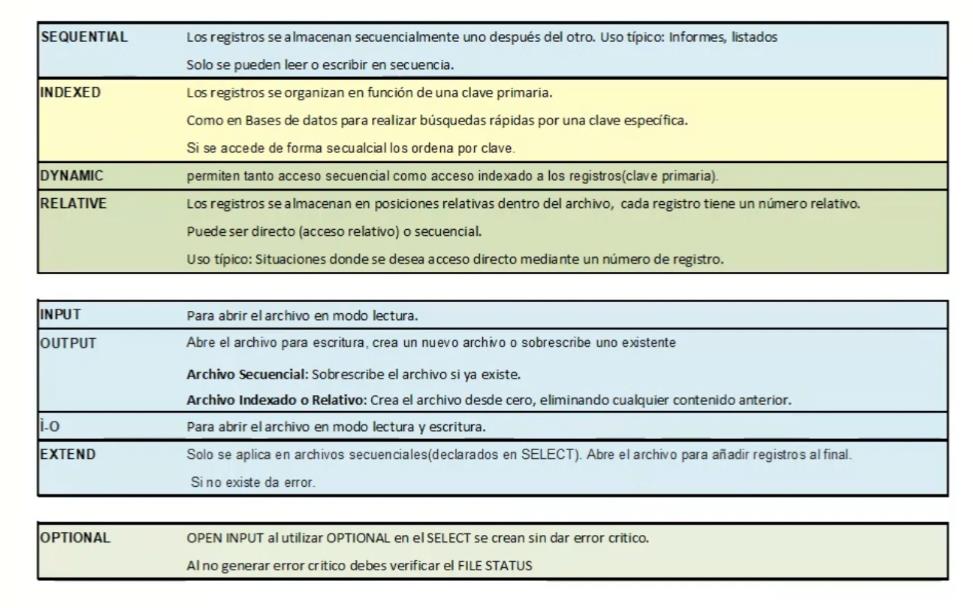 SEQUENTIAL Los registros se almacenan secuencialmente uno después del otro. Uso típico: Informes, listados
Solo se pueden leer o escribir en secuencia.
INDEXED Los registros se organizan en función de una clave primaria.
Como en Bases de datos para realizar búsquedas rápidas por una clave específica.
Si se accede de forma secualcial los ordena por clave.
DYNAMIC permiten tanto acceso secuencial como acceso indexado a los registros(clave primaria).
RELATIVE Los registros se almacenan en posiciones relativas dentro del archivo, cada registro tiene un número relativo.
Puede ser directo (acceso relativo) o secuencial.
Uso típico: Situaciones donde se desea acceso directo mediante un número de registro.
INPUT Para abrir el archivo en modo lectura.
OUTPUT Abre el archivo para escritura, crea un nuevo archivo o sobrescribe uno existente
Archivo Secuencial: Sobrescribe el archivo si ya existe.
Archivo Indexado o Relativo: Crea el archivo desde cero, eliminando cualquier contenido anterior.
I-O Para abrir el archivo en modo lectura y escritura.
EXTEND Solo se aplica en archivos secuenciales(declarados en SELECT). Abre el archivo para añadir registros al final.
Si no existe da error.
OPTIONAL OPEN INPUT al utilizar OPTIONAL en el SELECT se crean sin dar error critico.
Al no generar error critico debes verificar el FILE STATUS